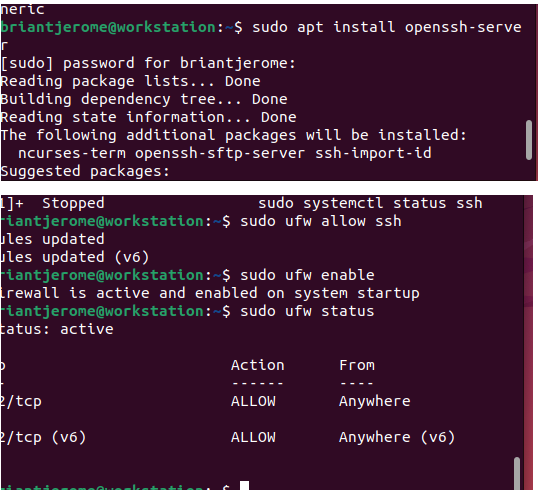 neric
briantjerome@workstation:~$ sudo apt install openssh-serve
r
[sudo] password for briantjerome:
Reading package lists... Done
Building dependency tree... Done
Reading state information... Done
The following additional packages will be installed:
ncurses-term openssh-sftp-server ssh-import-id
Suggested packages:
1]+ Stopped sudo systemctl status ssh
riantjerome@workstation:~$ sudo ufw allow ssh
ules updated
ules updated (v6)
riantjerome@workstation:~$ sudo ufw enable
irewall is active and enabled on system startup
riantjerome@workstation:~$ sudo ufw status
tatus: active
o Action From
- ------ ----
2/tcp ALLOW Anywhere
2/tcp (v6) ALLOW Anywhere (v6)
riantjerome@workstation:~$